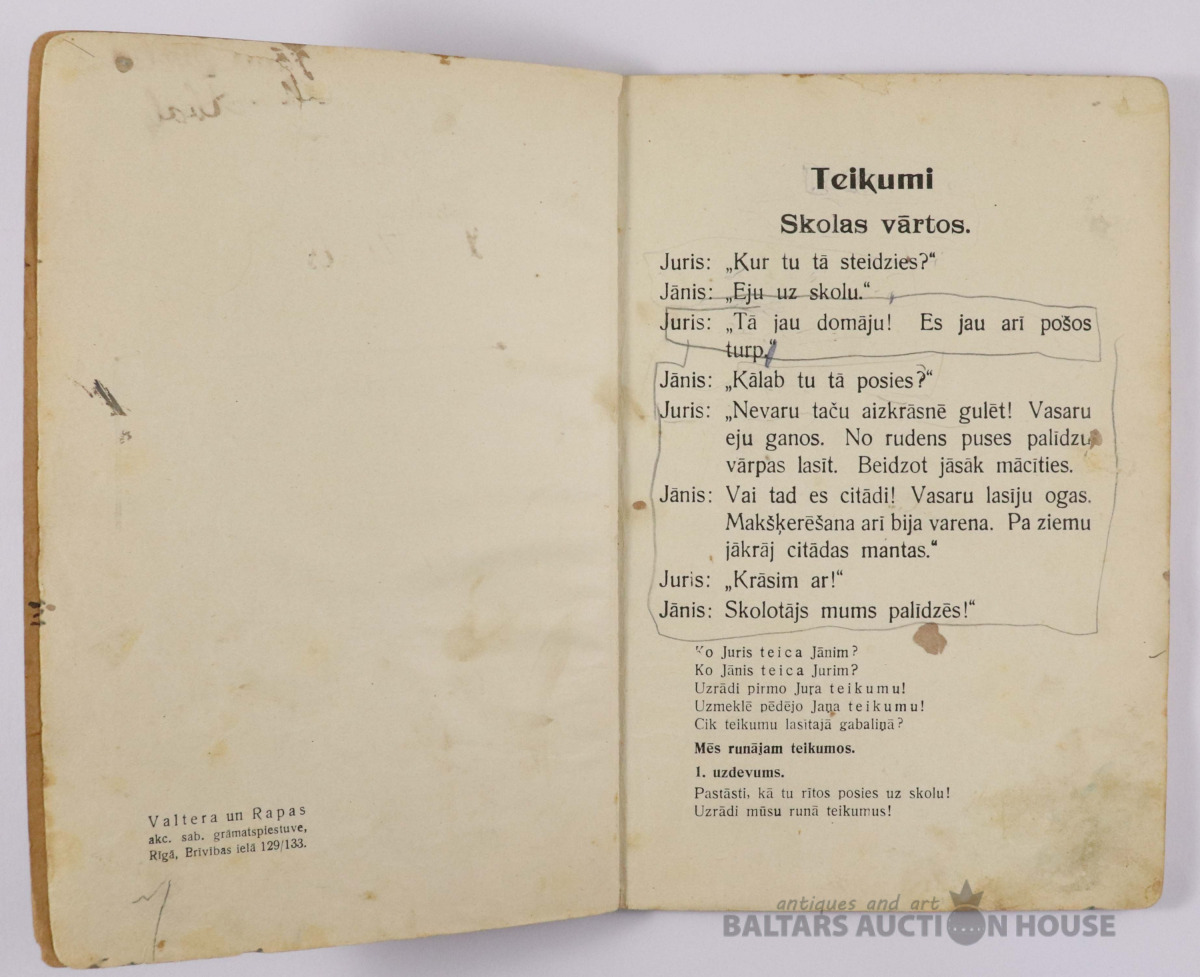 Valtera un Rapas
akc. sab. grāmatspiestuve,
Rīgā, Brīvības ielā 129/133.
Teikumi
Skolas vārtos.
Juris: „Kur tu tā steidzies?“
Jānis: „Eju uz skolu.“
Juris: „Tā jau domāju! Es jau arī pošos
turp.“
Jānis: „Kālab tu tā posies?“
Juris: „Nevaru taču aizkrāsnē gulēt! Vasaru
eju ganos. No rudens puses palīdzu
vārpas lasīt. Beidzot jāsāk mācīties.
Jānis: Vai tad es citādi! Vasaru lasīju ogas.
Makšķerēšana arī bija varena. Pa ziemu
jākrāj citādas mantas.“
Juris: „Krāsim ar!“
Jānis: Skolotājs mums palīdzēs!“
Ko Juris teica Jānim?
Ko Jānis teica Jurim?
Uzrādi pirmo Jura teikumu!
Uzmeklē pēdējo Jaņa teikumu!
Cik teikumu lasītajā gabaliņā?
Mēs runājam teikumos.
1. uzdevums.
Pastāsti, kā tu rītos posies uz skolu!
Uzrādi mūsu runā teikumus!
antiques and art
BALTARS AUCTION HOUSE